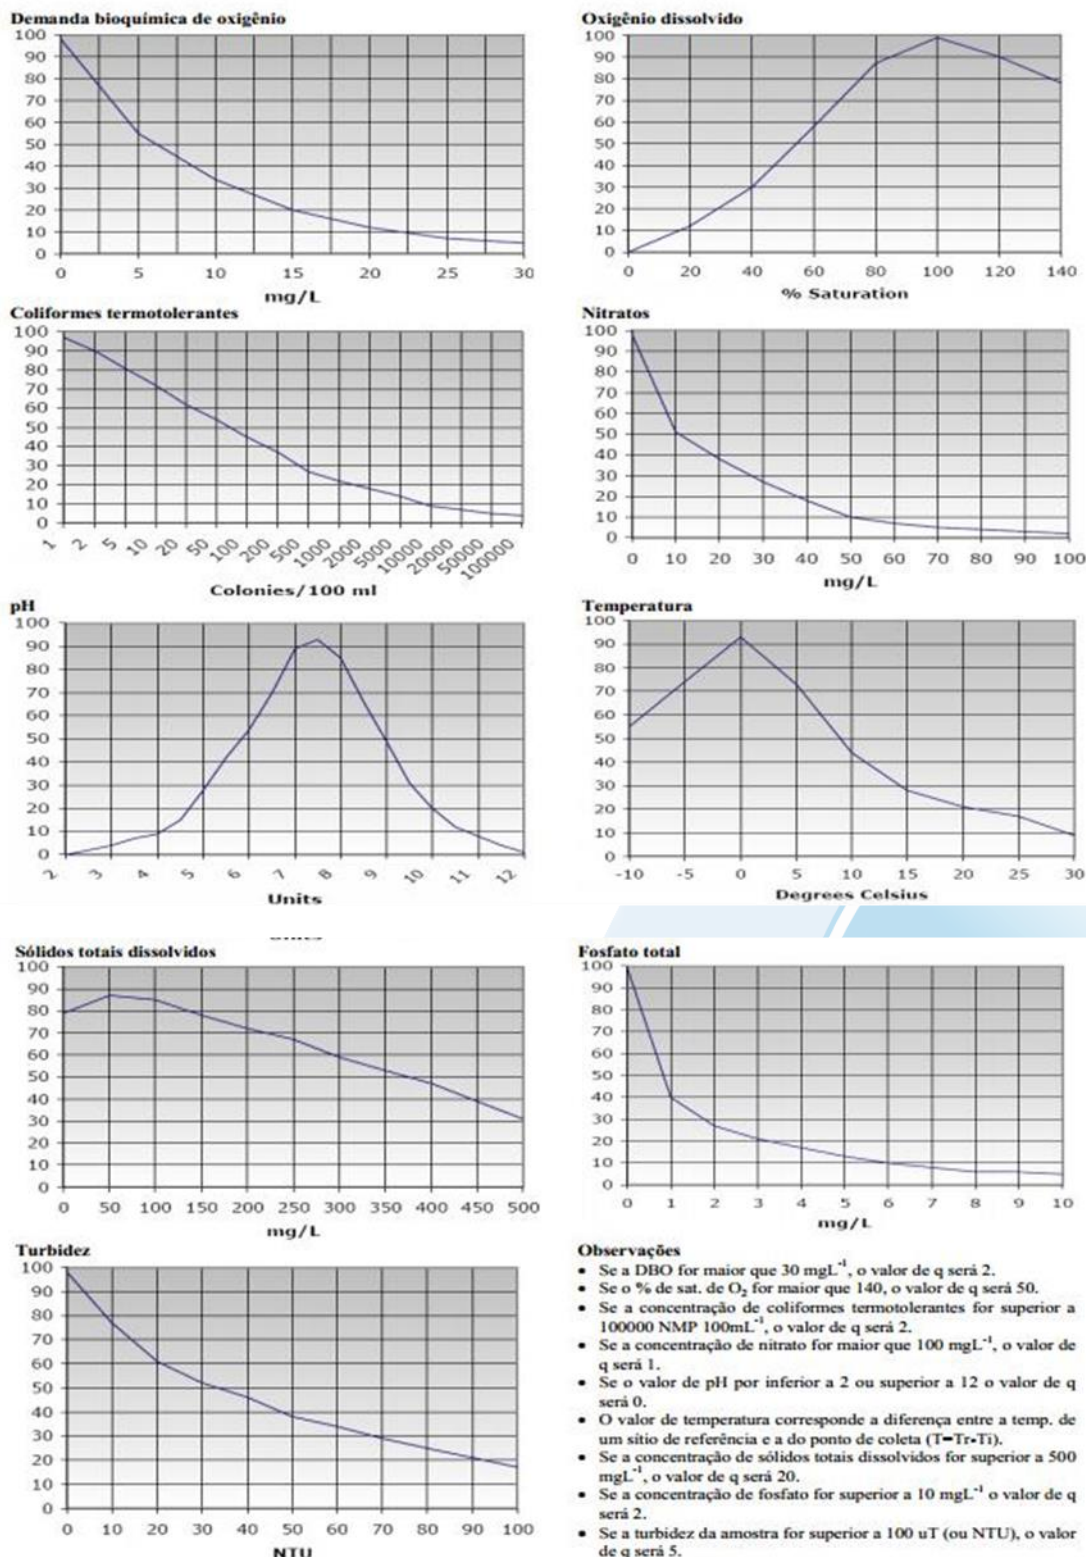 Demanda bioquímica de oxigênio
100
90
80
70
60
50
40
30
20
10
0
0 5 10 15 20 25 30
mg/L
Oxigênio dissolvido
100
90
80
70
60
50
40
30
20
10
0
0 20 40 60 80 100 120 140
% Saturation
Coliformes termotolerantes
100
90
80
70
60
50
40
30
20
10
0
1 2 5 10 20 50 100 200 500 1000 2000 5000 10000 20000 50000 100000
Colonies/100 ml
Nitratos
100
90
80
70
60
50
40
30
20
10
0
0 10 20 30 40 50 60 70 80 90 100
mg/L
pH
100
90
80
70
60
50
40
30
20
10
0
2 3 4 5 6 7 8 9 10 11 12
Units
Temperatura
100
90
80
70
60
50
40
30
20
10
0
-10 -5 0 5 10 15 20 25 30
Degrees Celsius
Sólidos totais dissolvidos
100
90
80
70
60
50
40
30
20
10
0
0 50 100 150 200 250 300 350 400 450 500
mg/L
Fosfato total
100
90
80
70
60
50
40
30
20
10
0
0 1 2 3 4 5 6 7 8 9 10
mg/L
Turbidez
100
90
80
70
60
50
40
30
20
10
0
0 10 20 30 40 50 60 70 80 90 100
NTU
Observações
• Se a DBO for maior que 30 mgL⁻¹, o valor de q será 2.
• Se o % de sat. de O₂ for maior que 140, o valor de q será 50.
• Se a concentração de coliformes termotolerantes for superior a
100000 NMP 100mL⁻¹, o valor de q será 2.
• Se a concentração de nitrato for maior que 100 mgL⁻¹, o valor de
q será 1.
• Se o valor de pH por inferior a 2 ou superior a 12 o valor de q
será 0.
• O valor de temperatura corresponde a diferença entre a temp. de
um sítio de referência e a do ponto de coleta (T=Tr-Ti).
• Se a concentração de sólidos totais dissolvidos for superior a 500
mgL⁻¹, o valor de q será 20.
• Se a concentração de fosfato for superior a 10 mgL⁻¹ o valor de q
será 2.
• Se a turbidez da amostra for superior a 100 uT (ou NTU), o valor
de q será 5.